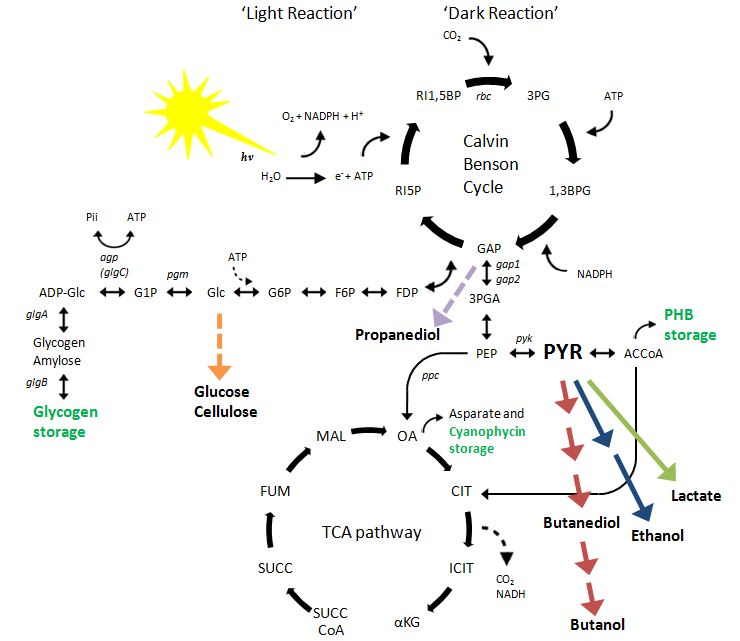 ‘Light Reaction’
‘Dark Reaction’
CO₂
RI1,5BP
rbc
3PG
ATP
O₂ + NADPH + H⁺
hv
H₂O
e⁻ + ATP
Calvin
Benson
Cycle
RI5P
1,3BPG
Pii
ATP
agp
(glgC)
pgm
ATP
GAP
gap1
gap2
NADPH
ADP-Glc
G1P
Glc
G6P
F6P
FDP
3PGA
glgA
Glycogen
Amylose
Propanediol
PHB
storage
PEP
pyk
PYR
ACCoA
glgB
ppc
Glucose
Cellulose
Glycogen
storage
MAL
OA
Asparate and
Cyanophycin
storage
FUM
CIT
Lactate
TCA pathway
Butanediol
Ethanol
SUCC
ICIT
CO₂
NADH
SUCC
CoA
αKG
Butanol